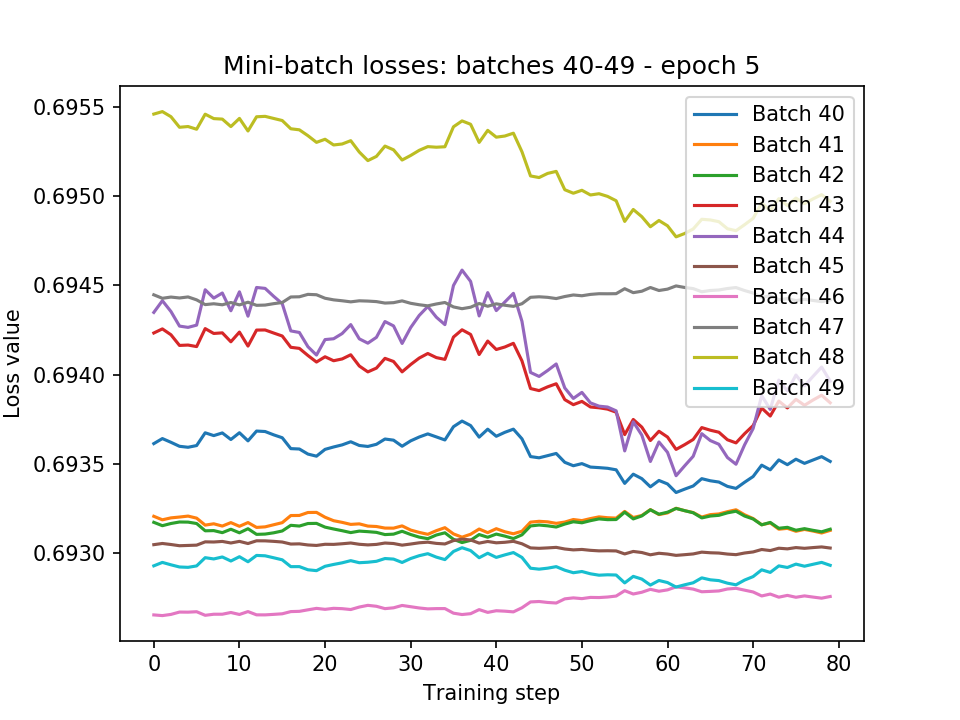 Mini-batch losses: batches 40-49 - epoch 5
0.6955
0.6950
0.6945
0.6940
0.6935
0.6930
Loss value
0 10 20 30 40 50 60 70 80
Training step
Batch 40
Batch 41
Batch 42
Batch 43
Batch 44
Batch 45
Batch 46
Batch 47
Batch 48
Batch 49